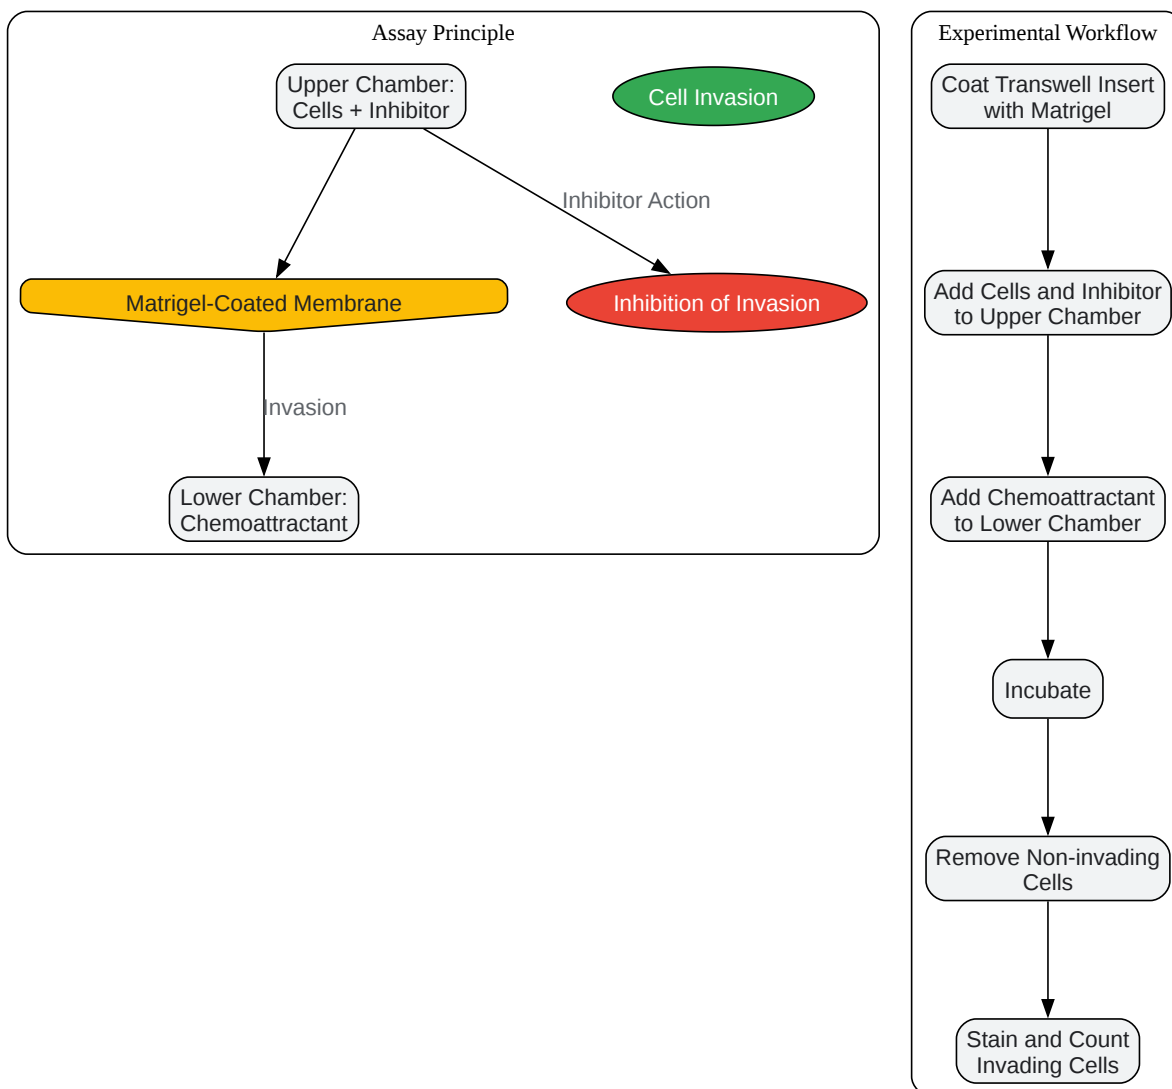 Assay Principle
Upper Chamber:
Cells + Inhibitor
Cell Invasion
Inhibitor Action
Matrigel-Coated Membrane
Inhibition of Invasion
Invasion
Lower Chamber:
Chemoattractant
Experimental Workflow
Coat Transwell Insert
with Matrigel
Add Cells and Inhibitor
to Upper Chamber
Add Chemoattractant
to Lower Chamber
Incubate
Remove Non-invading
Cells
Stain and Count
Invading Cells